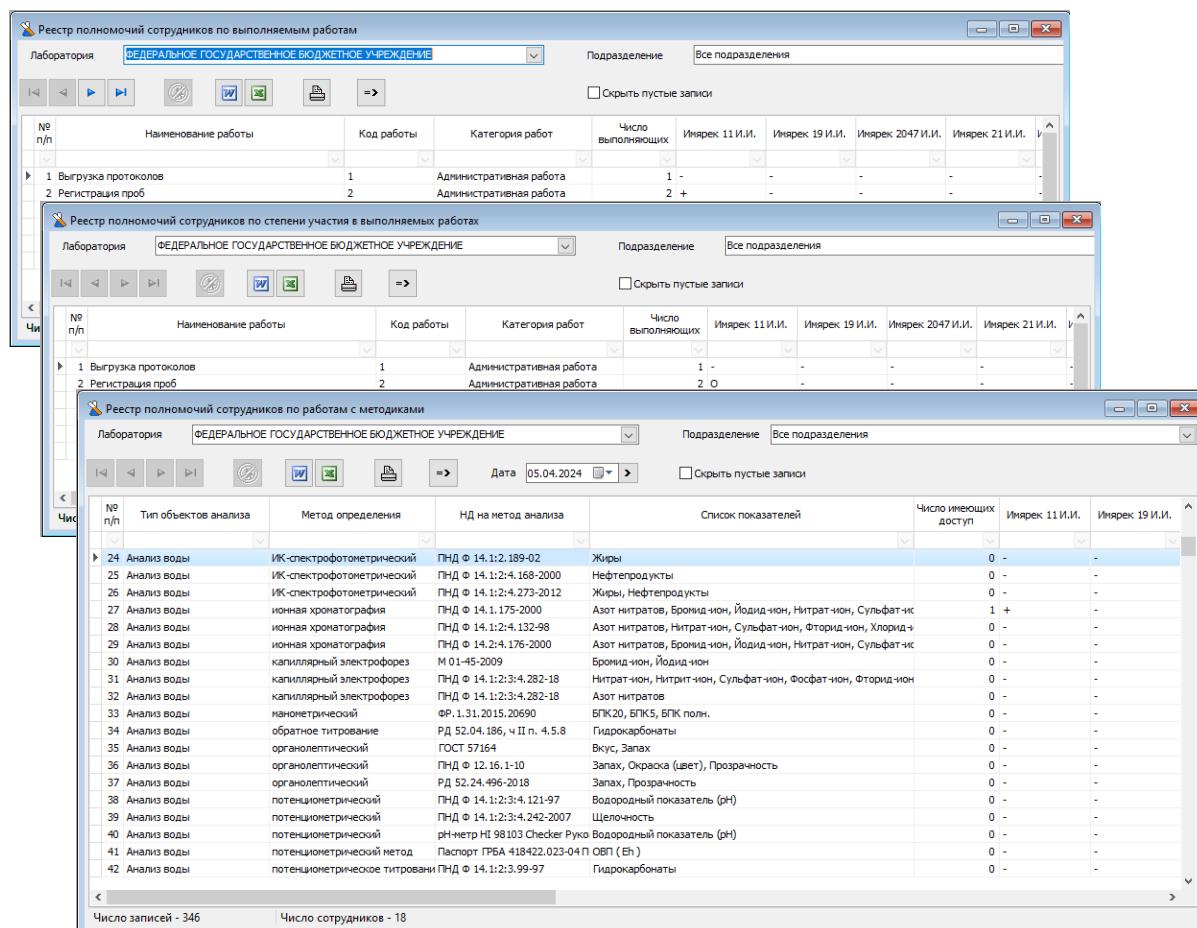 Реестр полномочий сотрудников по выполняемым работам
Лаборатория ФЕДЕРАЛЬНОЕ ГОСУДАРСТВЕННОЕ БЮДЖЕТНОЕ УЧРЕЖДЕНИЕ Подразделение Все подразделения
=> Скрыть пустые записи
№ п/п Наименование работы Код работы Категория работ Число выполняющих Инярек 11 И.И. Инярек 19 И.И. Инярек 2047 И.И. Инярек 21 И.И. И
1 Выгрузка протоколов 1 Административная работа 1 - - - - -
2 Регистрация проб 2 Административная работа 2 + - - - -
Чи
Реестр полномочий сотрудников по степени участия в выполняемых работах
Лаборатория ФЕДЕРАЛЬНОЕ ГОСУДАРСТВЕННОЕ БЮДЖЕТНОЕ УЧРЕЖДЕНИЕ Подразделение Все подразделения
=> Скрыть пустые записи
№ п/п Наименование работы Код работы Категория работ Число выполняющих Инярек 11 И.И. Инярек 19 И.И. Инярек 2047 И.И. Инярек 21 И.И.
1 Выгрузка протоколов 1 Административная работа 1 - - - - -
2 Регистрация проб 2 Административная работа 2 О - - - -
Чис
Реестр полномочий сотрудников по работам с методиками
Лаборатория ФЕДЕРАЛЬНОЕ ГОСУДАРСТВЕННОЕ БЮДЖЕТНОЕ УЧРЕЖДЕНИЕ Подразделение Все подразделения
=> Дата 05.04.2024 Скрыть пустые записи
№ п/п Тип объектов анализа Метод определения НД на метод анализа Список показателей Число имеющих доступ Инярек 11 И.И. Инярек 19 И.И.
24 Анализ воды ИК-спектрофотометрический ПНД Ф 14.1:2.189-02 Жиры 0 - -
25 Анализ воды ИК-спектрофотометрический ПНД Ф 14.1:2:4.168-2000 Нефтепродукты 0 - -
26 Анализ воды ИК-спектрофотометрический ПНД Ф 14.1:2:4.273-2012 Жиры, Нефтепродукты 0 - -
27 Анализ воды ионная хроматография ПНД Ф 14.1.175-2000 Азот нитратов, Бромид-ион, Йодид-ион, Нитрат-ион, Сульфат-ис 1 + -
28 Анализ воды ионная хроматография ПНД Ф 14.1:2:4.132-98 Азот нитратов, Нитрат-ион, Сульфат-ион, Фторид-ион, Хлорид-и 0 - -
29 Анализ воды ионная хроматография ПНД Ф 14.2:4.176-2000 Азот нитратов, Бромид-ион, Йодид-ион, Нитрат-ион, Сульфат-ис 0 - -
30 Анализ воды капиллярный электрофорез М 01-45-2009 Бромид-ион, Йодид-ион 0 - -
31 Анализ воды капиллярный электрофорез ПНД Ф 14.1:2:3:4.282-18 Нитрат-ион, Нитрит-ион, Сульфат-ион, Фосфат-ион, Фторид-ион 0 - -
32 Анализ воды капиллярный электрофорез ПНД Ф 14.1:2:3:4.282-18 Азот нитратов 0 - -
33 Анализ воды манометрический ФР.1.31.2015.20690 БПК20, БПК5, БПК полн. 0 - -
34 Анализ воды обратное титрование РД 52.04.186, ч II п. 4.5.8 Гидрокарбонаты 0 - -
35 Анализ воды органолептический ГОСТ 57164 Вкус, Запах 0 - -
36 Анализ воды органолептический ПНД Ф 12.16.1-10 Запах, Окраска (цвет), Прозрачность 0 - -
37 Анализ воды органолептический РД 52.24.496-2018 Запах, Прозрачность 0 - -
38 Анализ воды потенциометрический ПНД Ф 14.1:2:3:4.121-97 Водородный показатель (рН) 0 - -
39 Анализ воды потенциометрический ПНД Ф 14.1:2:3:4.242-2007 Щелочность 0 - -
40 Анализ воды потенциометрический рН-метр HI 98103 Checker Руко Водородный показатель (рН) 0 - -
41 Анализ воды потенциометрический метод Паспорт ГРБА 418422.023-04 П ОВП ( Eh ) 0 - -
42 Анализ воды потенциометрическое титровани ПНД Ф 14.1:2:3.99-97 Гидрокарбонаты 0 - -
Число записей - 346 Число сотрудников - 18